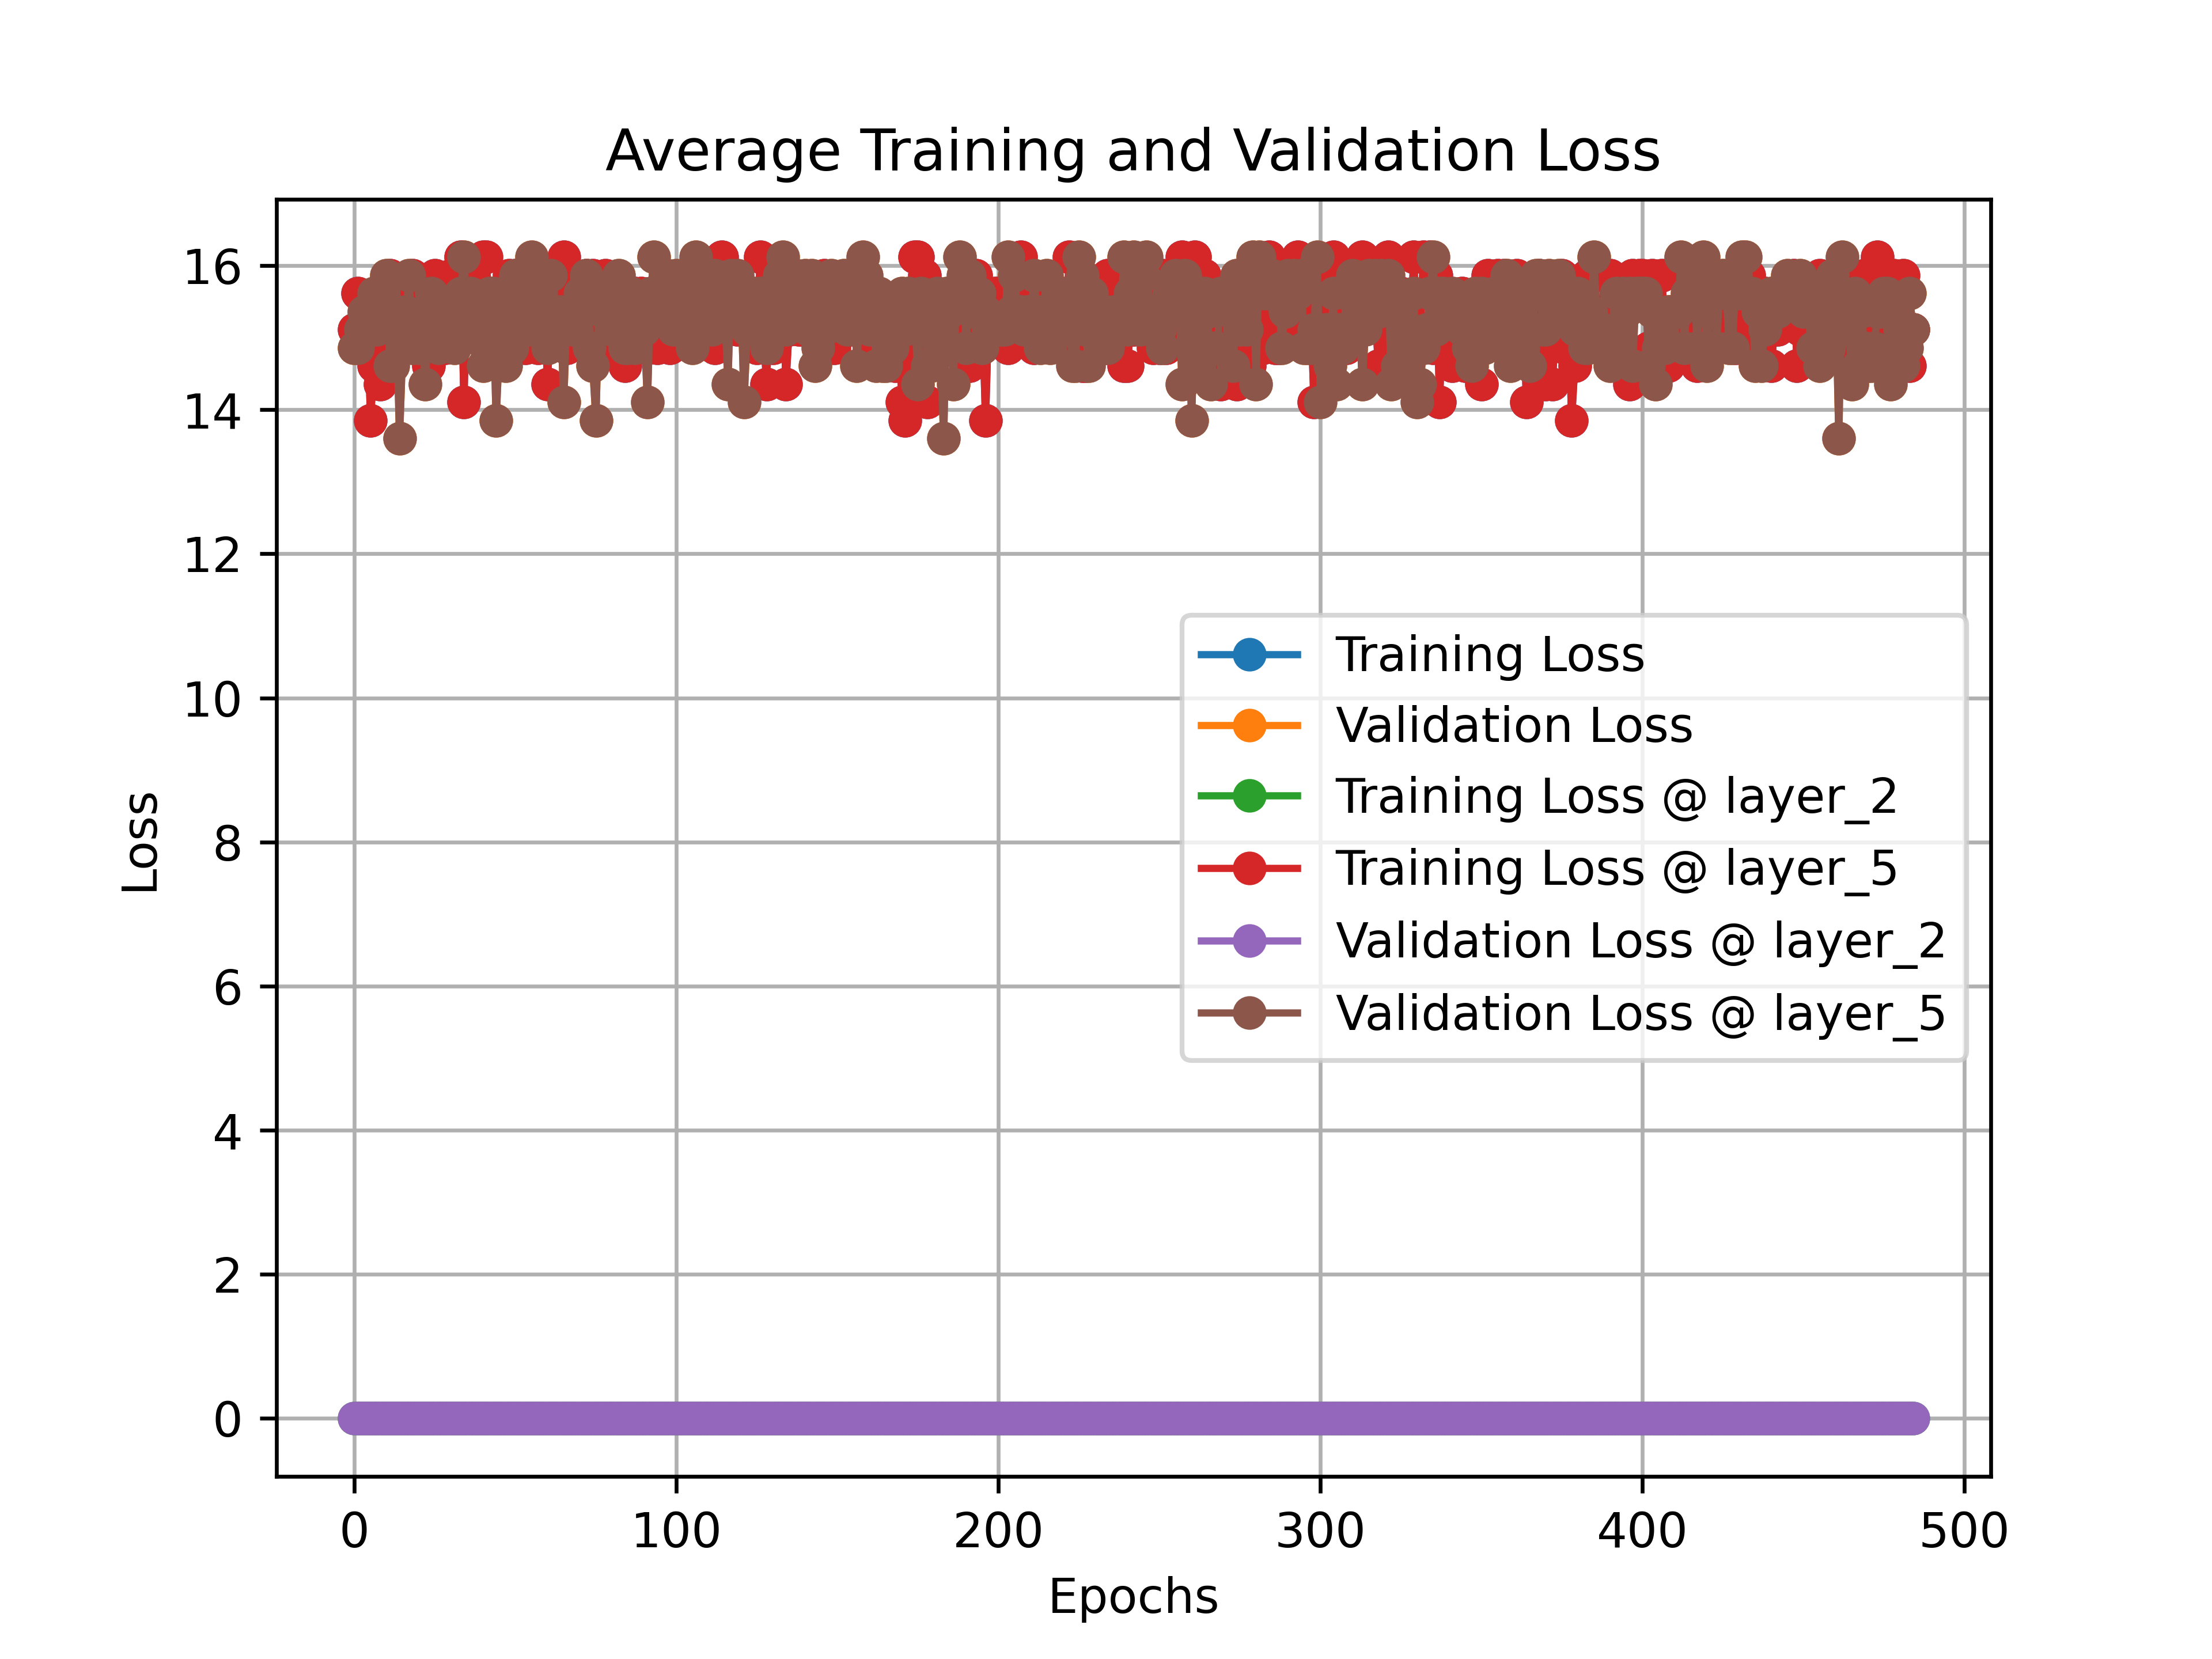 Average Training and Validation Loss
16
14
12
10
8
6
4
2
0
Loss
Training Loss
Validation Loss
Training Loss @ layer_2
Training Loss @ layer_5
Validation Loss @ layer_2
Validation Loss @ layer_5
0 100 200 300 400 500
Epochs